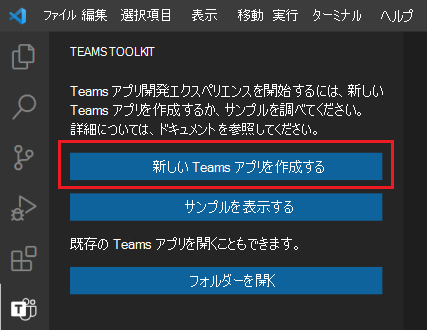 ファイル 編集 選択項目 表示 移動 実行 ターミナル ヘルプ
TEAMS TOOLKIT
Teams アプリ開発エクスペリエンスを開始するには、新しい
Teams アプリを作成するか、サンプルを調べてください。
詳細については、ドキュメントを参照してください。
新しい Teams アプリを作成する
サンプルを表示する
既存の Teams アプリを開くこともできます。
フォルダーを開く
T